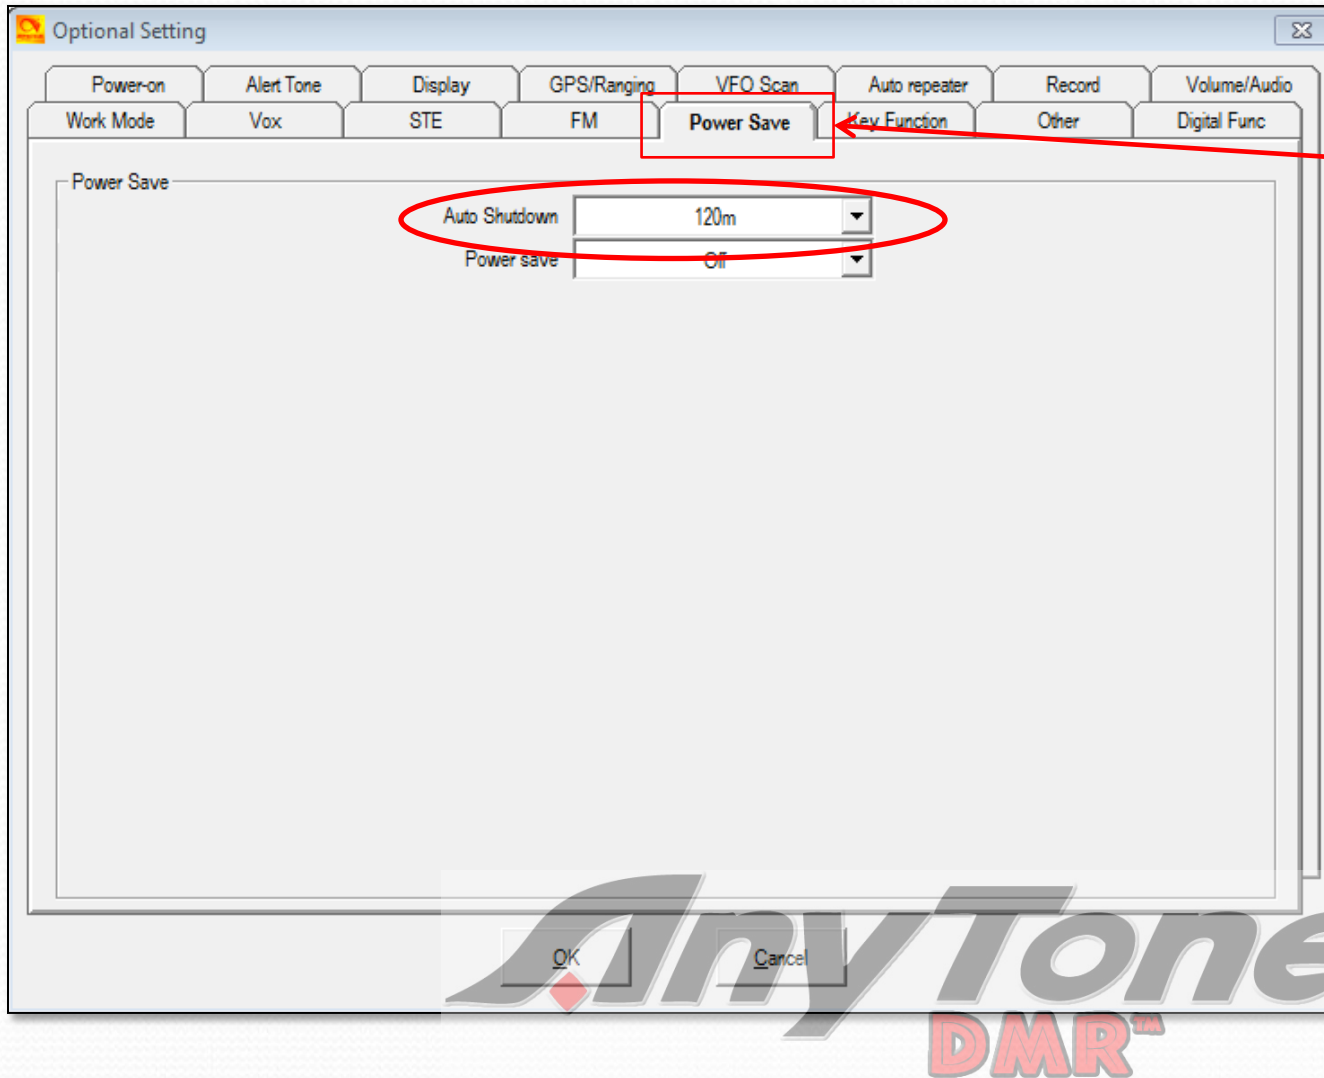 Optional Setting
Power-on Alert Tone Display GPS/Ranging VFO Scan Auto repeater Record Volume/Audio
Work Mode Vox STE FM Power Save Key Function Other Digital Func
Power Save
Auto Shutdown 120m
Power save Off
OK Cancel
AnyTone
DMR™